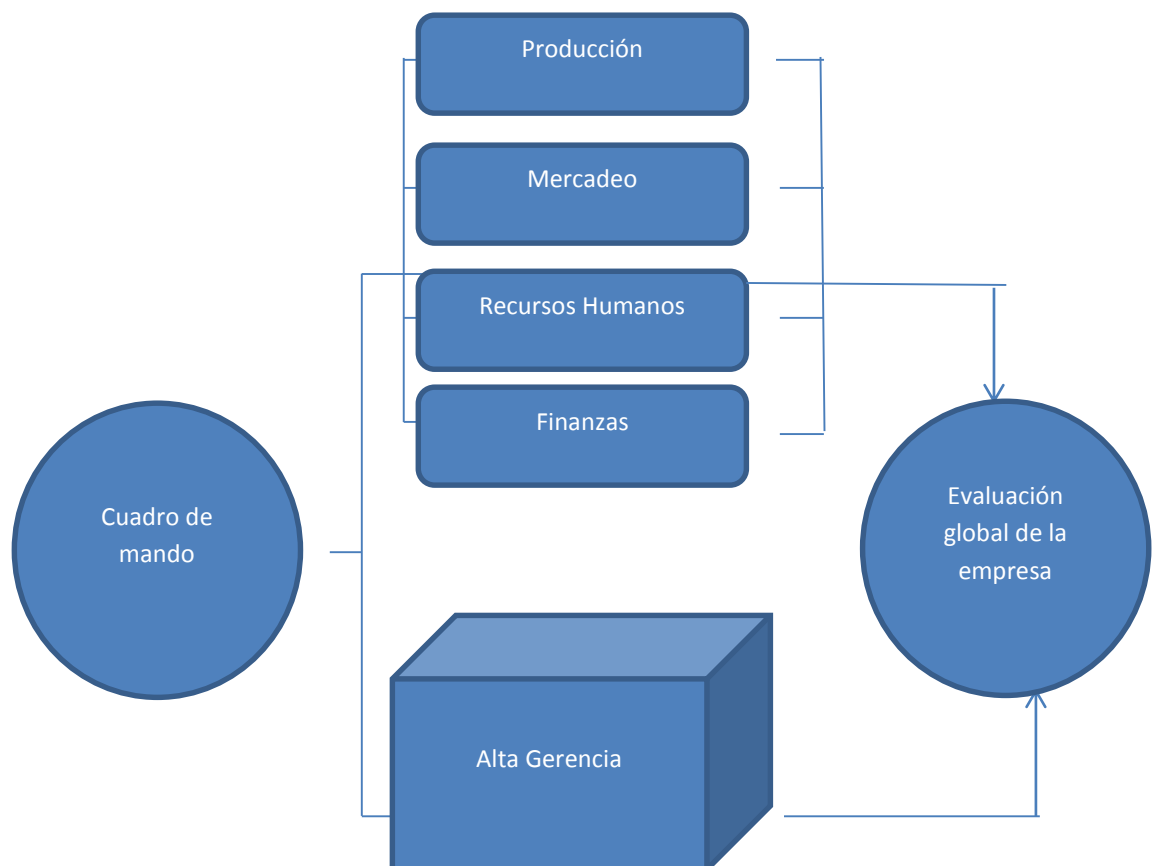 Producción
Mercadeo
Recursos Humanos
Finanzas
Cuadro de
mando
Evaluación
global de la
empresa
Alta Gerencia